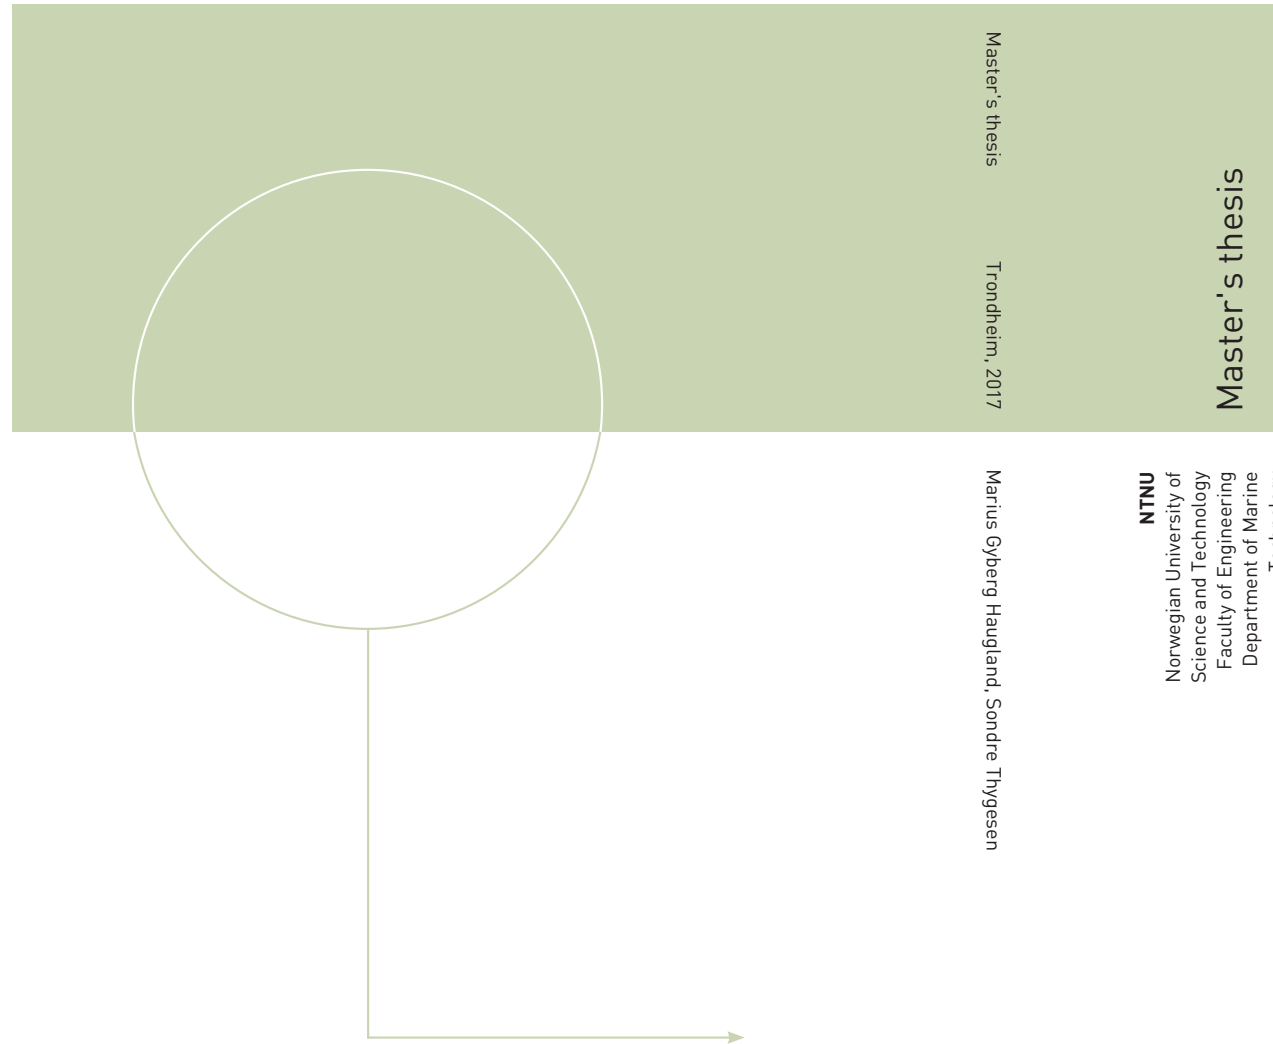 Master's thesis
Trondheim, 2017
Marius Gyberg Haugland, Sondre Thygesen
Master's thesis
NTNU
Norwegian University of
Science and Technology
Faculty of Engineering
Department of Marine